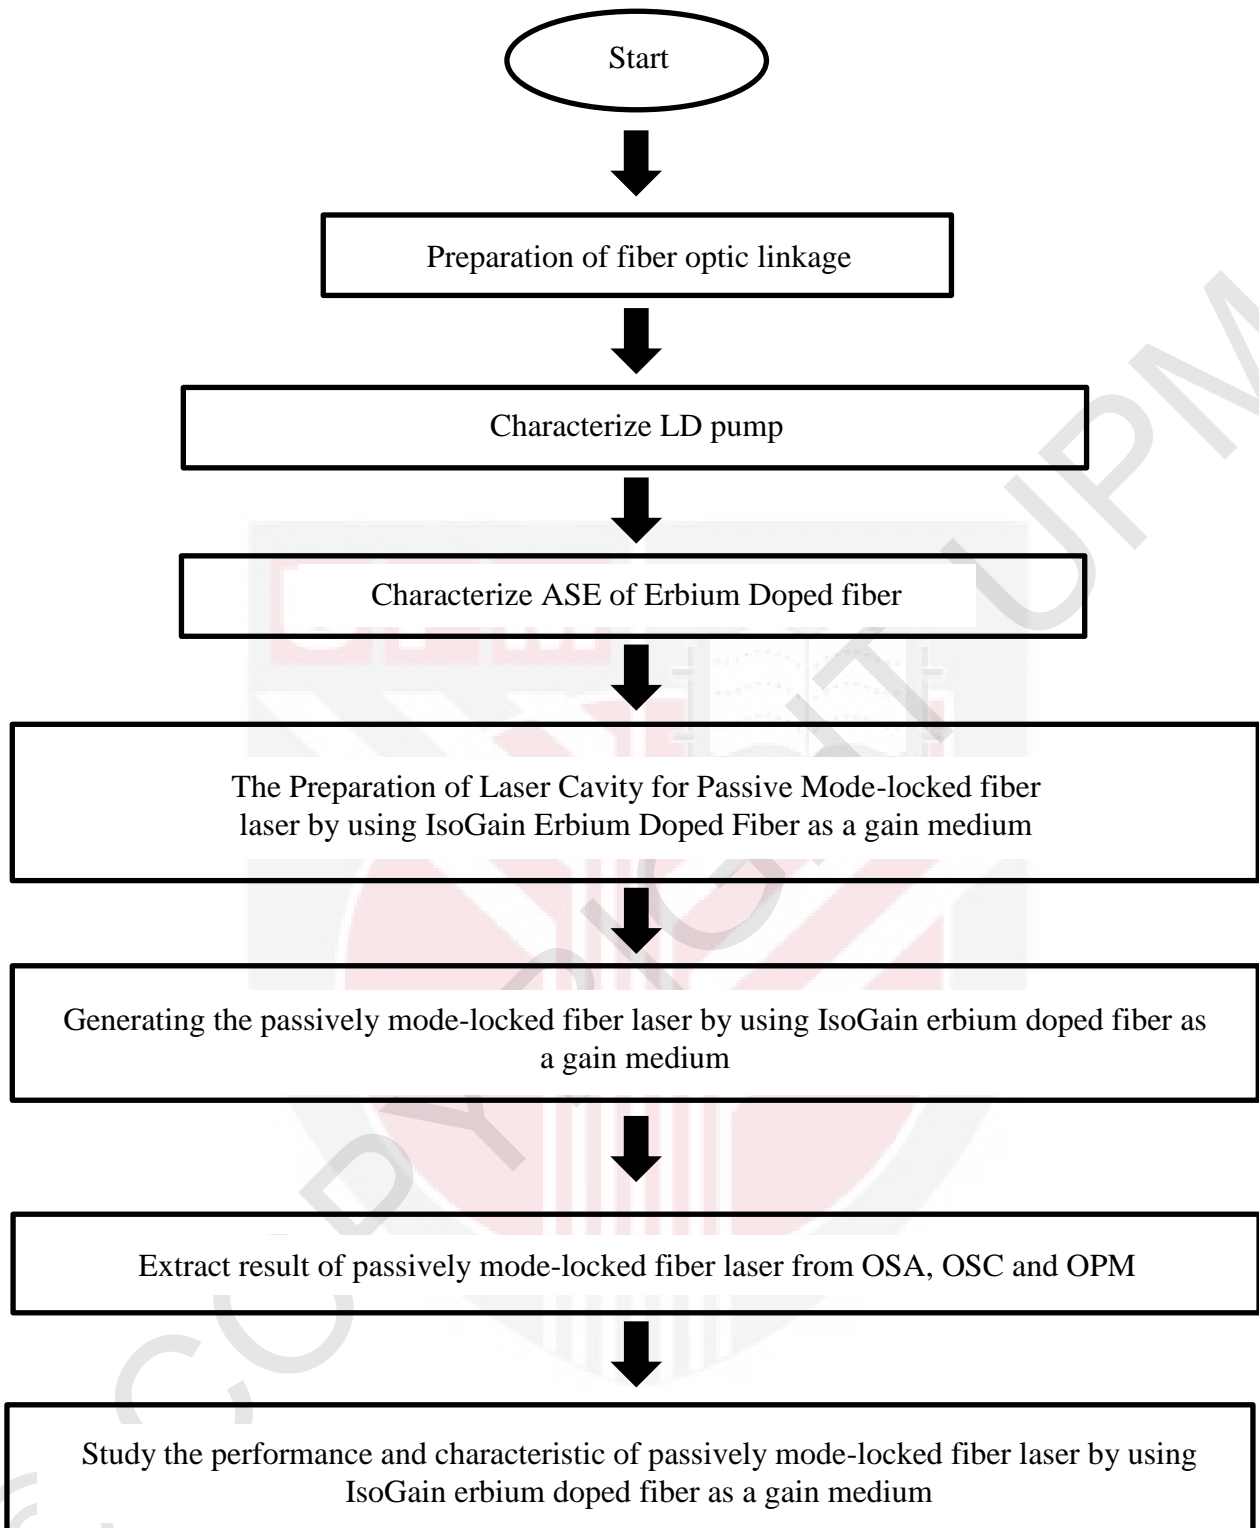 Start
Preparation of fiber optic linkage
Characterize LD pump
Characterize ASE of Erbium Doped fiber
The Preparation of Laser Cavity for Passive Mode-locked fiber
laser by using IsoGain Erbium Doped Fiber as a gain medium
Generating the passively mode-locked fiber laser by using IsoGain erbium doped fiber as
a gain medium
Extract result of passively mode-locked fiber laser from OSA, OSC and OPM
Study the performance and characteristic of passively mode-locked fiber laser by using
IsoGain erbium doped fiber as a gain medium
COPYRIGHT UPM